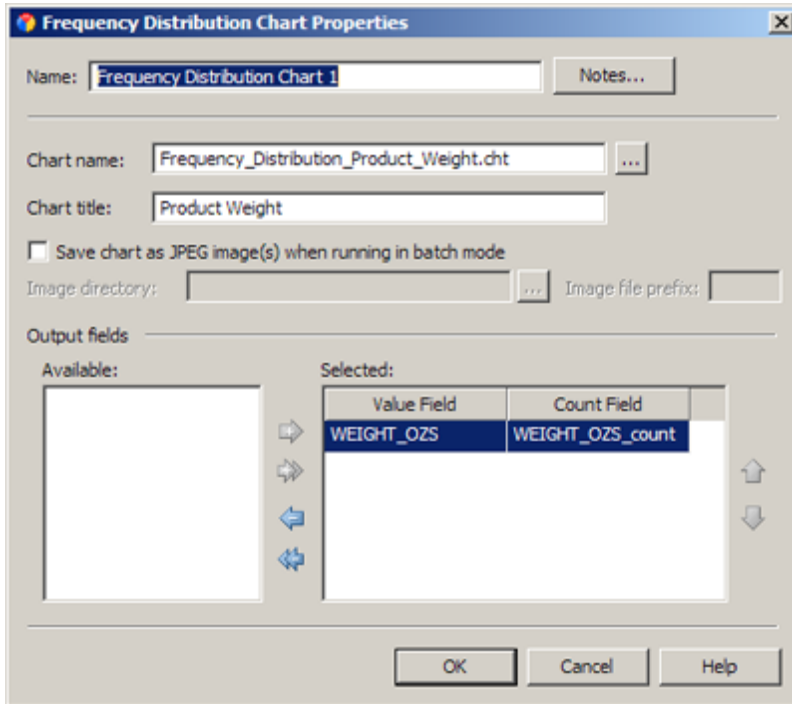 Frequency Distribution Chart Properties
Name: Frequency Distribution Chart 1 Notes...
Chart name: Frequency_Distribution_Product_Weight.cht ...
Chart title: Product Weight
Save chart as JPEG image(s) when running in batch mode
Image directory: ... Image file prefix:
Output fields
Available: Selected:
Value Field Count Field
WEIGHT_OZS WEIGHT_OZS_count
OK Cancel Help